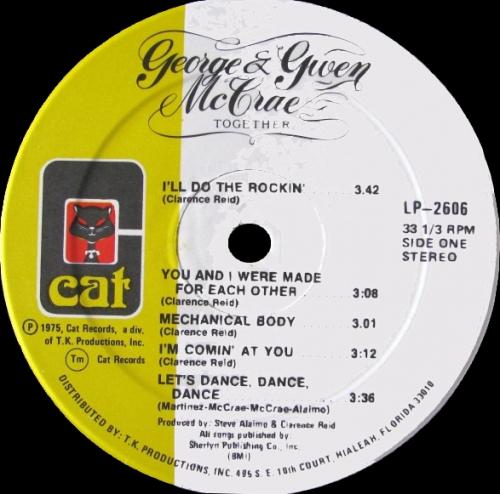 George & Gwen
McCrae
TOGETHER
I'LL DO THE ROCKIN' 3.42
(Clarence Reid)
LP-2606
33 1/3 RPM
SIDE ONE
STEREO
cat
YOU AND I WERE MADE
FOR EACH OTHER 3:08
(Clarence Reid)
MECHANICAL BODY 3.01
(Clarence Reid)
I'M COMIN' AT YOU 3:12
(Clarence Reid)
LET'S DANCE, DANCE,
DANCE 3:36
(Martinez-McCrae-McCrae-Alaimo)
Ⓟ 1975, Cat Records, a div.
of T.K. Productions, Inc.
Tm Cat Records
Produced by: Steve Alaimo & Clarence Reid
All songs published by:
Sherlyn Publishing Co., Inc.
(BMI)
DISTRIBUTED BY: T.K. PRODUCTIONS, INC. 495 S. E. 10th COURT, HIALEAH, FLORIDA 33010